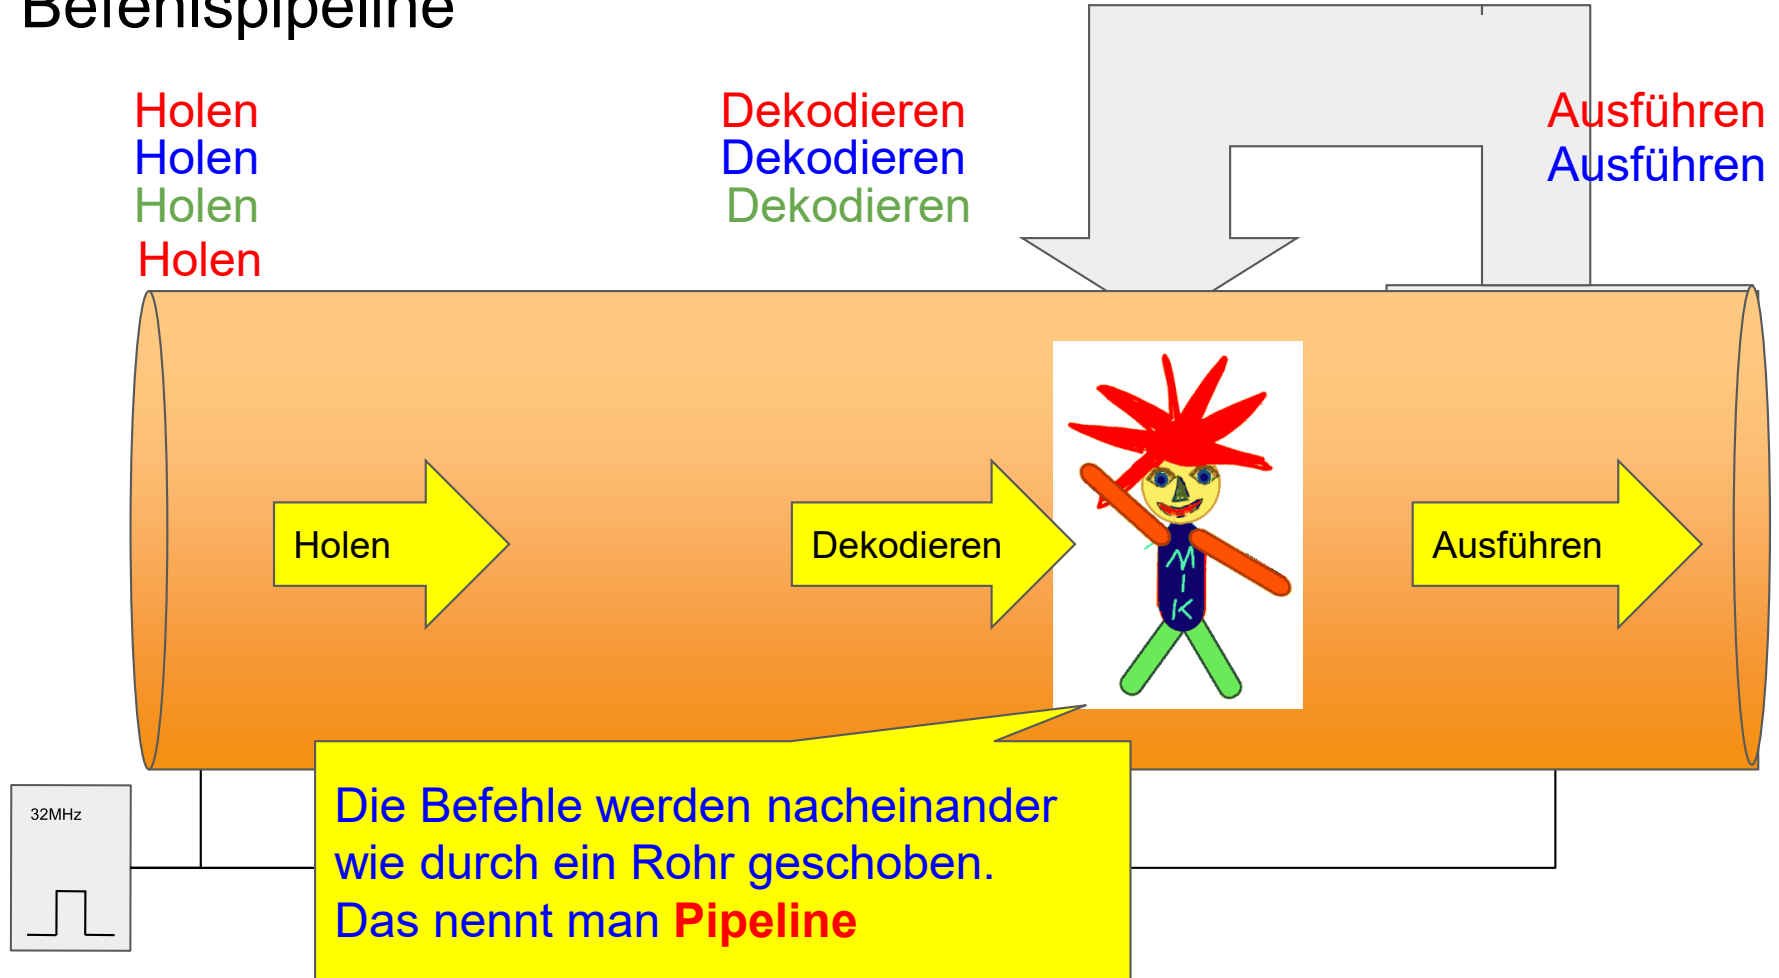 Befehlspipeline
Holen Dekodieren Ausführen
Holen Dekodieren Ausführen
Holen Dekodieren
Holen
Holen Dekodieren Ausführen
M
I
K
32MHz
Die Befehle werden nacheinander
wie durch ein Rohr geschoben.
Das nennt man Pipeline